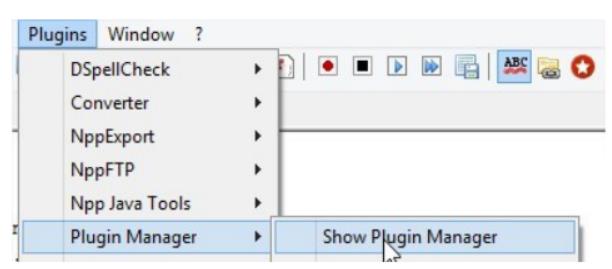 Plugins Window ?
ABC
DSpellCheck
Converter
NppExport
NppFTP
Npp Java Tools
Plugin Manager Show Plugin Manager